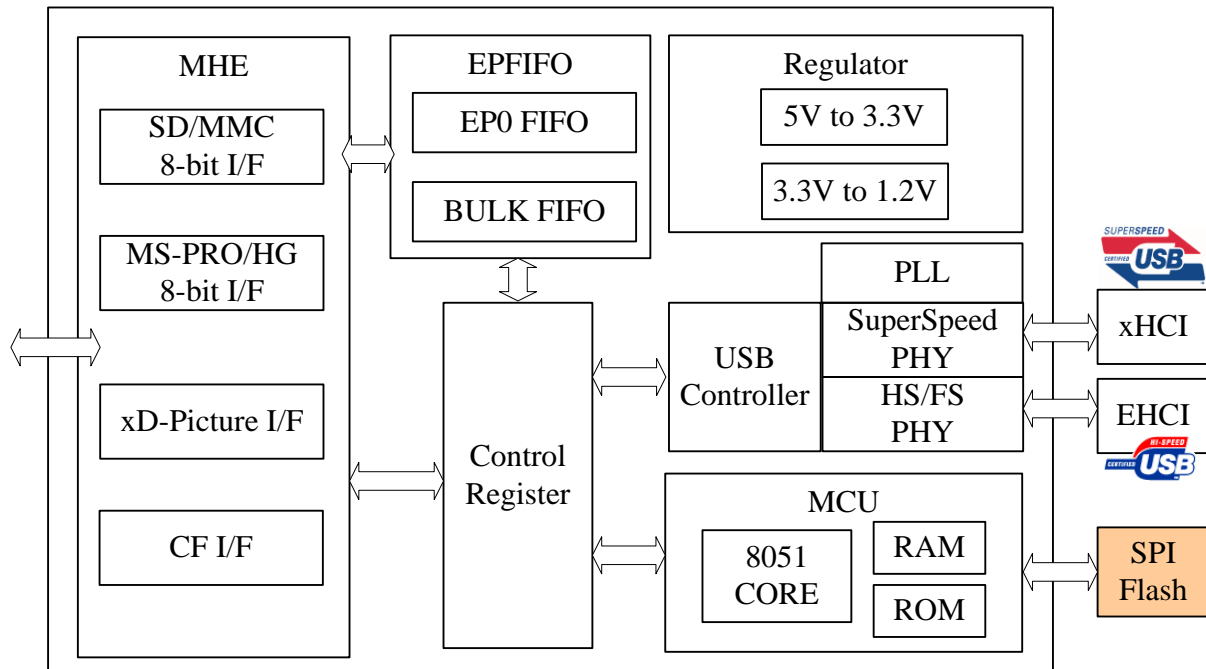 MHE
SD/MMC
8-bit I/F
MS-PRO/HG
8-bit I/F
xD-Picture I/F
CF I/F
EPFIFO
EP0 FIFO
BULK FIFO
Control
Register
Regulator
5V to 3.3V
3.3V to 1.2V
PLL
USB
Controller
SuperSpeed
PHY
HS/FS
PHY
MCU
8051
CORE
RAM
ROM
SUPERSPEED
CERTIFIED USB
xHCI
EHCI
HI-SPEED
CERTIFIED USB
SPI
Flash